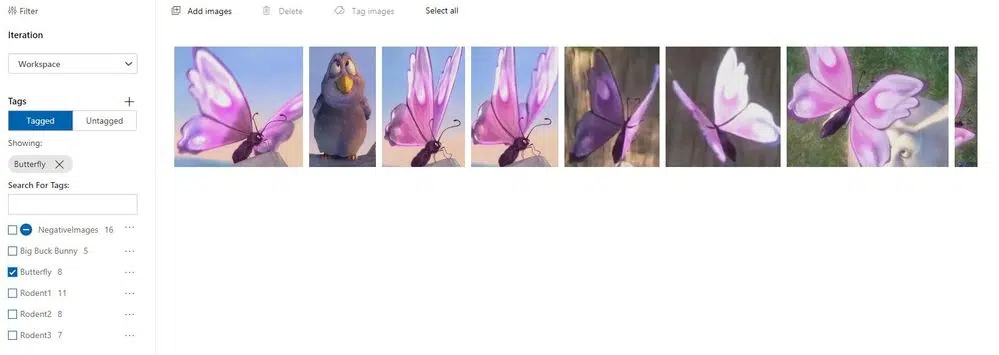 Filter
Add images
Delete
Tag images
Select all
Iteration
Workspace
Tags
Tagged
Untagged
Showing:
Butterfly
Search For Tags:
NegativeImages 16
Big Buck Bunny 5
Butterfly 8
Rodent1 11
Rodent2 8
Rodent3 7